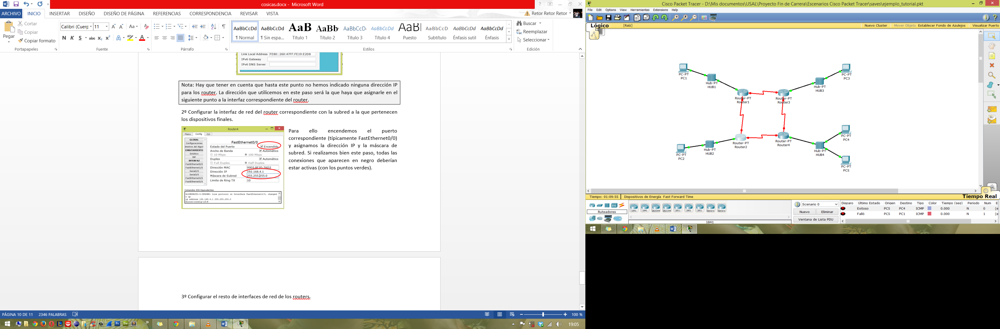 cosicas.docx - Microsoft Word
ARCHIVO INICIO INSERTAR DISEÑO DISEÑO DE PÁGINA REFERENCIAS CORRESPONDENCIA REVISAR VISTA Retor Retor Retor
Pegar
Cortar
Copiar
Copiar formato
Portapapeles
Calibri (Cuerp 11
N K S abc x₂ x²
Fuente
Párrafo
AaBbCcDd AaBbCcDd AaB AaBb AaBbCcD AaBbCcDd AaB AaBbCcD AaBbCcDd AaBbCcDd
¶ Normal ¶ Sin espa... Título 1 Título 2 Título 3 Título 4 Puesto Subtítulo Énfasis sutil Énfasis
Estilos
Buscar
Reemplazar
Seleccionar
Edición
Link Local Address FE80::260:47FF:FE19:E2D8
IPv6 Gateway
IPv6 DNS Server
Nota: Hay que tener en cuenta que hasta este punto no hemos indicado ninguna dirección IP
para los router. La dirección que utilicemos en este paso será la que haya que asignarle en el
siguiente punto a la interfaz correspondiente del router.
2º Configurar la interfaz de red del router correspondiente con la subred a la que pertenecen
los dispositivos finales.
Router4
Físico Config CLI
GLOBAL
Configuraciones
ENRUTAMIENTO
Estático
RIP
INTERFAZ
FastEthernet0/0
FastEthernet1/0
Serial2/0
Serial3/0
FastEthernet4/0
FastEthernet5/0
FastEthernet0/0
Estado del Puerto Encendido
Ancho de Banda Automático
10 Mbps 100 Mbps
Duplex Automático
Full Duplex Half Duplex
Dirección MAC 00E0.8E2D.7AD2
Dirección IP 192.168.4.1
Máscara de Subred 255.255.255.0
Limite de Ring TX 10
Comandos IOS Equivalentes
%LINEPROTO-5-UPDOWN: Line protocol on Interface FastEthernet0/0, changed
o up
ip address 192.168.4.1 255.255.255.0
Router(config-if)#
Para ello encendemos el puerto
correspondiente (típicamente FastEthernet0/0)
y asignamos la dirección IP y la máscara de
subred. Si realizamos bien este paso, todas las
conexiones que aparecen en negro deberían
estar activas (con los puntos verdes).
3º Configurar el resto de interfaces de red de los routers.
PÁGINA 10 DE 11 2346 PALABRAS 100 %
19:05
Cisco Packet Tracer - D:\Mis documentos\USAL\Proyecto Fin de Carrera\Escenarios Cisco Packet Tracer\saves\ejemplo_tutorial.pkt
File Edit Options View Herramientas Extensions Help
Lógico [Raíz] Nuevo Cluster Mover Objeto Establecer Fondo de Azulejos Visualizar Puerto
PC-PT
PC1
Hub-PT
HUB1
Router-PT
Router1
Router-PT
Router3
Hub-PT
HUB3
PC-PT
PC3
PC-PT
PC2
Hub-PT
HUB2
Router-PT
Router2
Router-PT
Router4
Hub-PT
HUB4
PC-PT
PC4
PC-PT
PC5
Tiempo: 01:09:55 Dispositivos de Energía Fast Forward Time
Tiempo Real
Ruteadores
1841 1941 2620XM 2621XM 2811 2901 2911 Generic Generic
1841
Scenario 0
Nuevo Eliminar
Ventana de Lista PDU
Disparo Último Estado Origen Destino Tipo Color Tiempo (seg) Periodo Num E
Exitoso PC5 PC4 ICMP 0.000 N 0 (e
Falló PC5 PC1 ICMP 0.000 N 1 (e